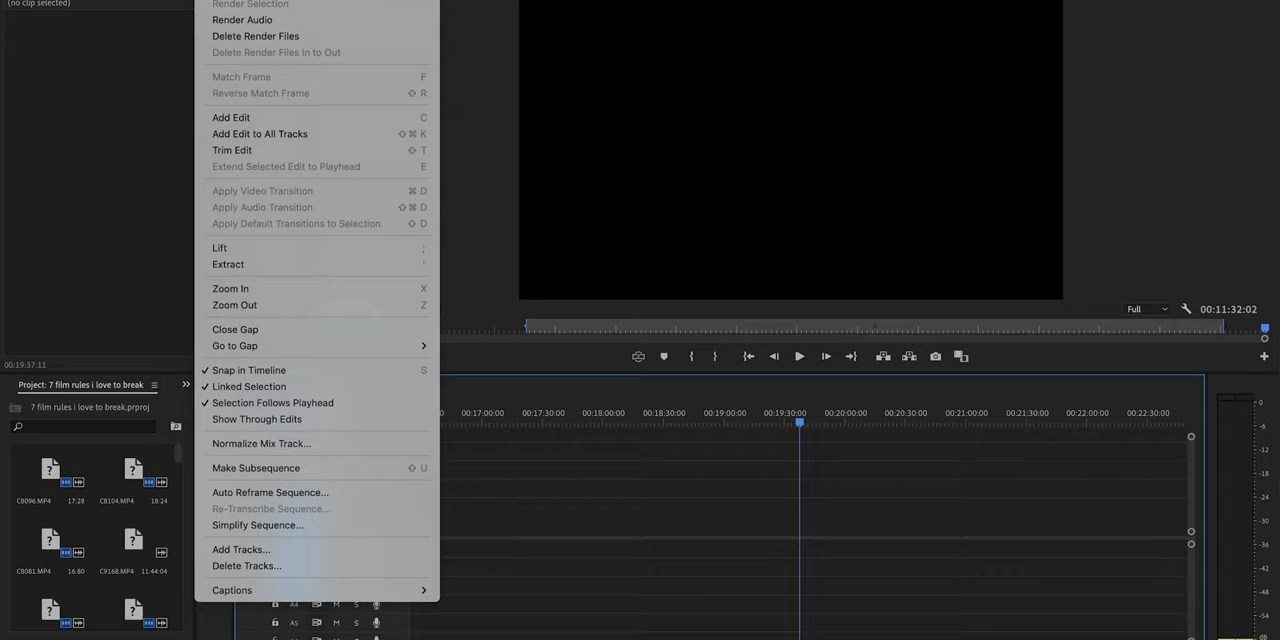 (no clip selected)
Render Selection
Render Audio
Delete Render Files
Delete Render Files In to Out
Match Frame F
Reverse Match Frame ⇧ R
Add Edit C
Add Edit to All Tracks ⇧⌘ K
Trim Edit ⇧ T
Extend Selected Edit to Playhead E
Apply Video Transition ⌘ D
Apply Audio Transition ⇧⌘ D
Apply Default Transitions to Selection ⇧ D
Lift ;
Extract '
Zoom In X
Zoom Out Z
Close Gap
Go to Gap
Snap in Timeline S
Linked Selection
Selection Follows Playhead
Show Through Edits
Normalize Mix Track...
Make Subsequence ⇧ U
Auto Reframe Sequence...
Re-Transcribe Sequence...
Simplify Sequence...
Add Tracks...
Delete Tracks...
Captions
Full 00:11:32:02
00:19:37:11
Project: 7 film rules i love to break
7 film rules i love to break.prproj
C8096.MP4 17:28 C8104.MP4 18:24
C8081.MP4 16:80 C9168.MP4 11:44:04
0 00:17:00:00 00:17:30:00 00:18:00:00 00:18:30:00 00:19:00:00 00:19:30:00 00:20:00:00 00:20:30:00 00:21:00:00 00:21:30:00 00:22:00:00 00:22:30:00
A4 M S
A5 M S
0
-6
-12
-18
-24
-30
-36
-42
-48
-54
dB